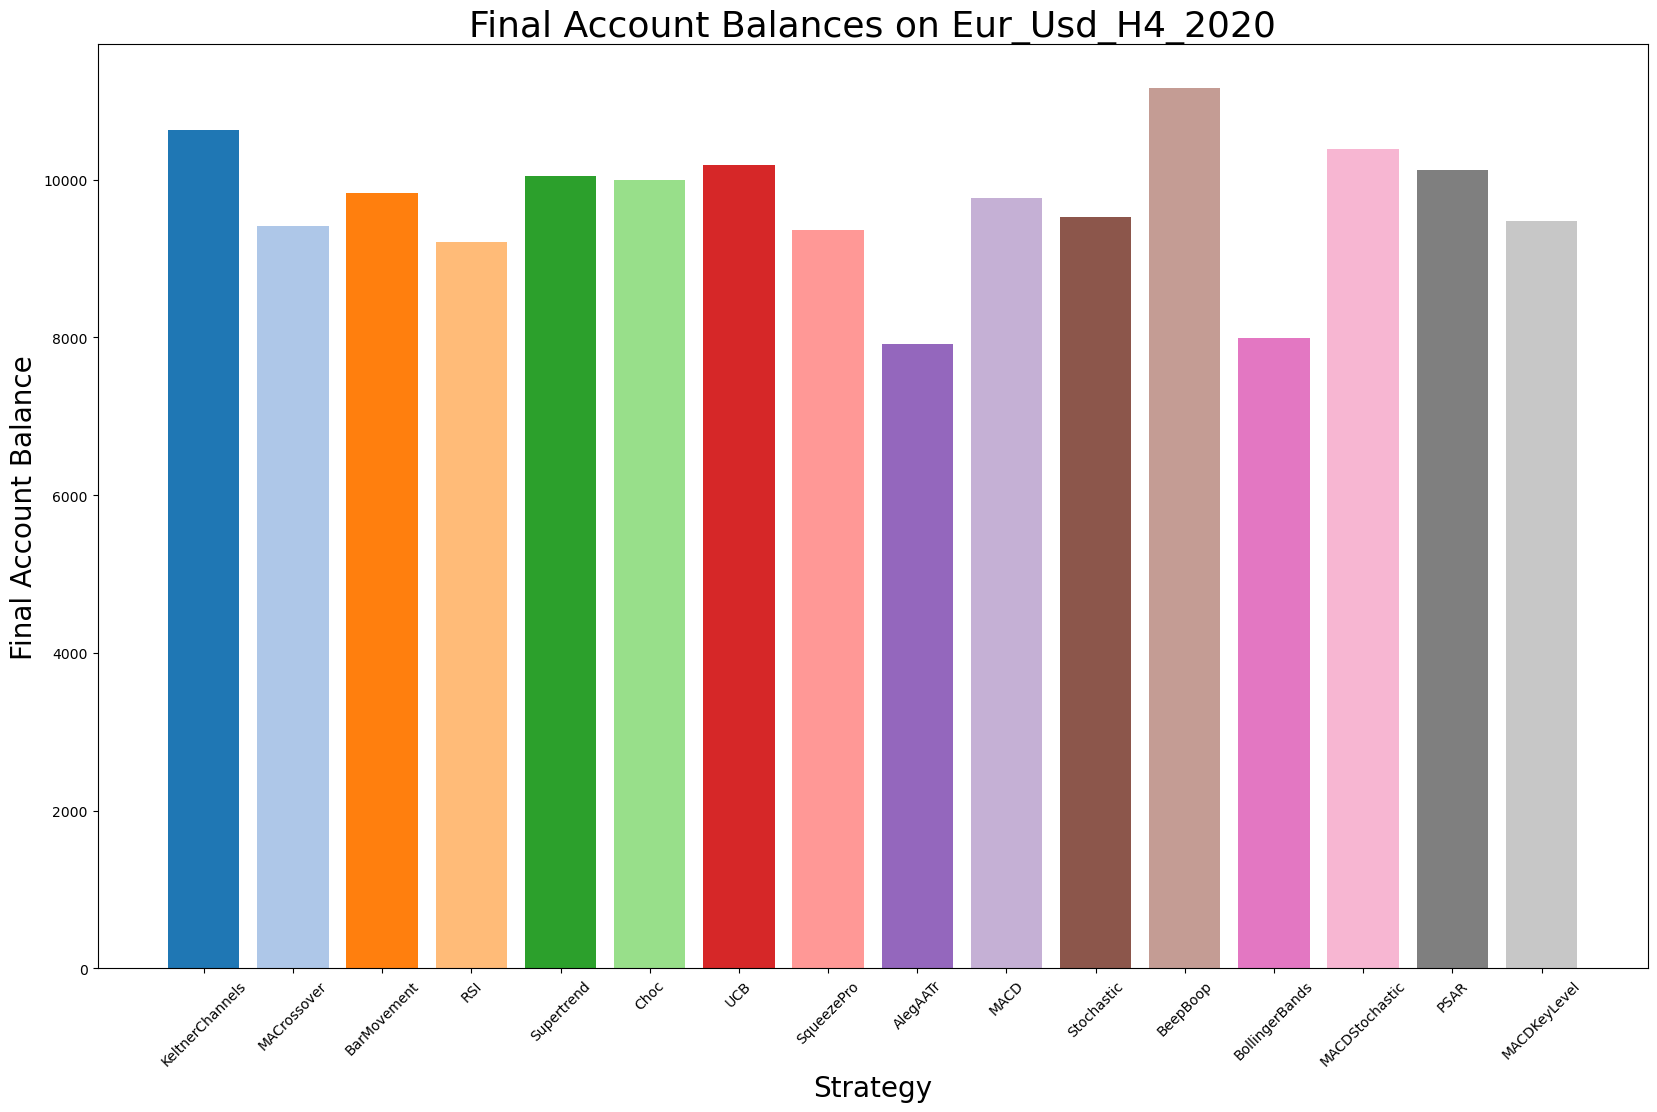 Final Account Balances on Eur_Usd_H4_2020
Final Account Balance
10000
8000
6000
4000
2000
0
KeltnerChannels
MACrossover
BarMovement
RSI
Supertrend
Choc
UCB
SqueezePro
AlegAATr
MACD
Stochastic
BeepBoop
BollingerBands
MACDStochastic
PSAR
MACDKeyLevel
Strategy